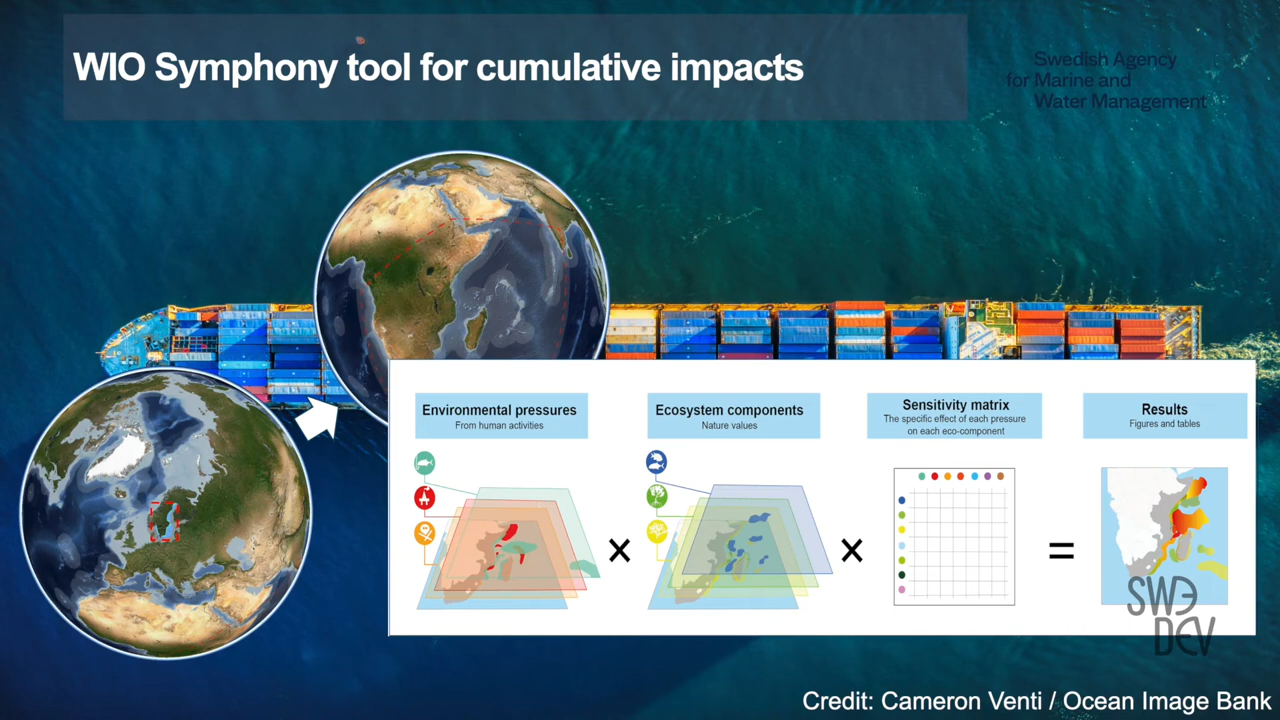 WIO Symphony tool for cumulative impacts
Swedish Agency
for Marine and
Water Management
Environmental pressures
From human activities
Ecosystem components
Nature values
Sensitivity matrix
The specific effect of each pressure
on each eco-component
Results
Figures and tables
×
×
=
SWE
DEV
Credit: Cameron Venti / Ocean Image Bank